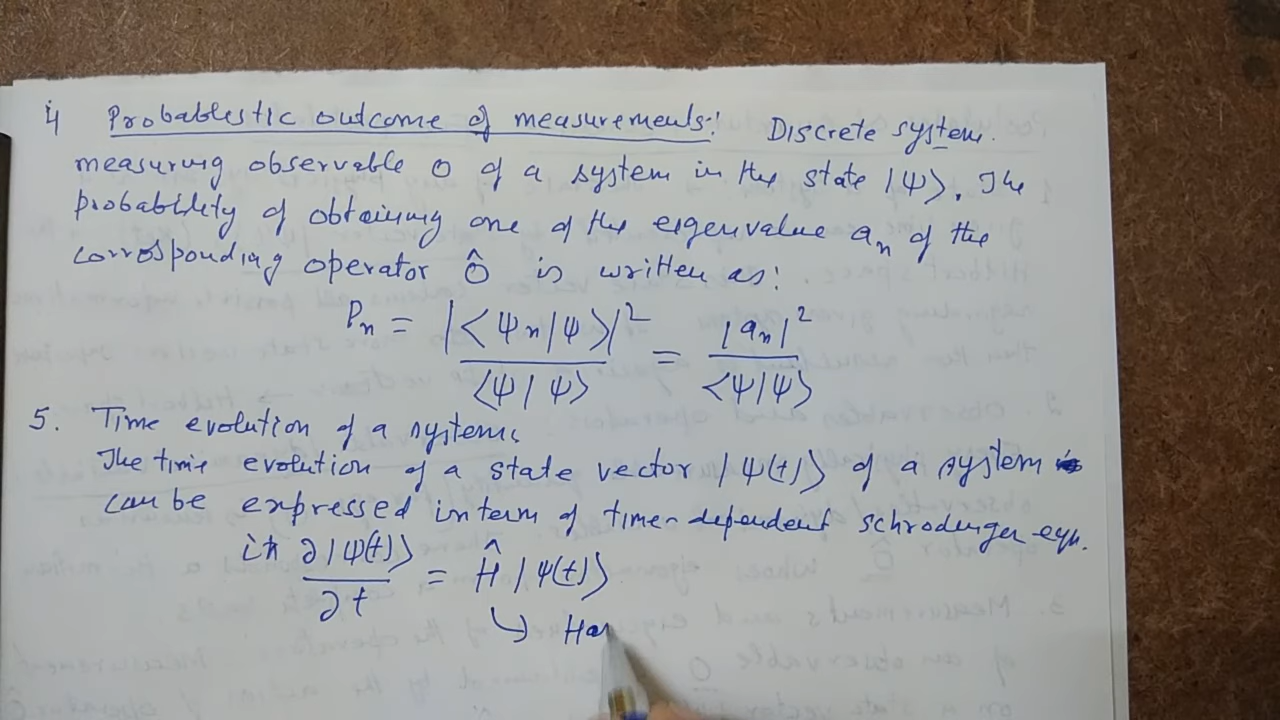 4 Probablestic outcome of measurements: Discrete system.
measuring observable O of a system in the state |ψ⟩. The
probability of obtaining one of the eigenvalue aₙ of the
corresponding operator Ô is written as:
Pₙ = |⟨ψₙ|ψ⟩|² / ⟨ψ|ψ⟩ = |aₙ|² / ⟨ψ|ψ⟩
5. Time evolution of a system.
The time evolution of a state vector |ψ(t)⟩ of a system
can be expressed in term of time-dependent schrodenger eqn.
iħ ∂|ψ(t)⟩ / ∂t = Ĥ |ψ(t)⟩
↳ Ham